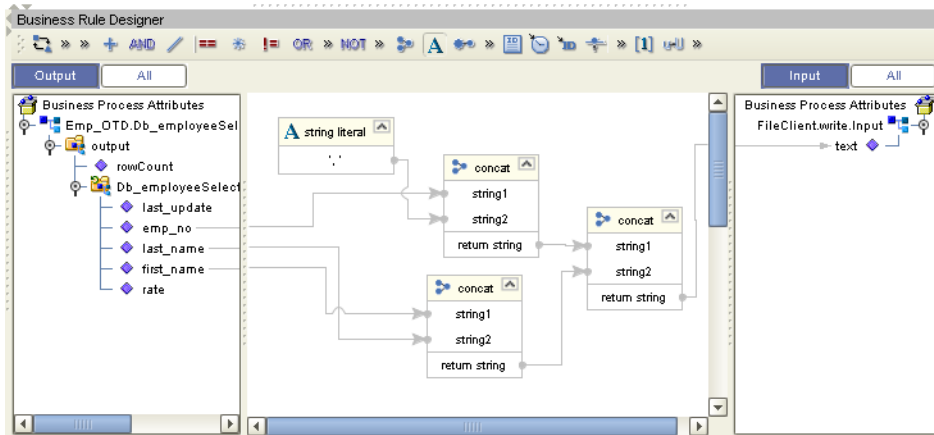 Business Rule Designer
» » AND == != OR » NOT » A » » [1] »
Output All
Input All
Business Process Attributes
Emp_OTD.Db_employeeSel
output
rowCount
Db_employeeSelect
last_update
emp_no
last_name
first_name
rate
A string literal
','
concat
string1
string2
return string
concat
string1
string2
return string
concat
string1
string2
return string
Business Process Attributes
FileClient.write.Input
text